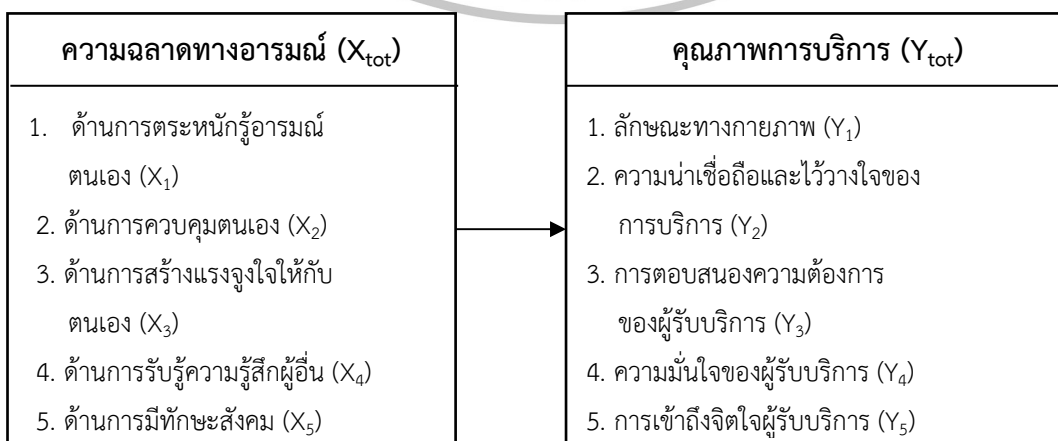 ความฉลาดทางอารมณ์ (Xtot)
1. ด้านการตระหนักรู้อารมณ์
ตนเอง (X1)
2. ด้านการควบคุมตนเอง (X2)
3. ด้านการสร้างแรงจูงใจให้กับ
ตนเอง (X3)
4. ด้านการรับรู้ความรู้สึกผู้อื่น (X4)
5. ด้านการมีทักษะสังคม (X5)
คุณภาพการบริการ (Ytot)
1. ลักษณะทางกายภาพ (Y1)
2. ความน่าเชื่อถือและไว้วางใจของ
การบริการ (Y2)
3. การตอบสนองความต้องการ
ของผู้รับบริการ (Y3)
4. ความมั่นใจของผู้รับบริการ (Y4)
5. การเข้าถึงจิตใจผู้รับบริการ (Y5)